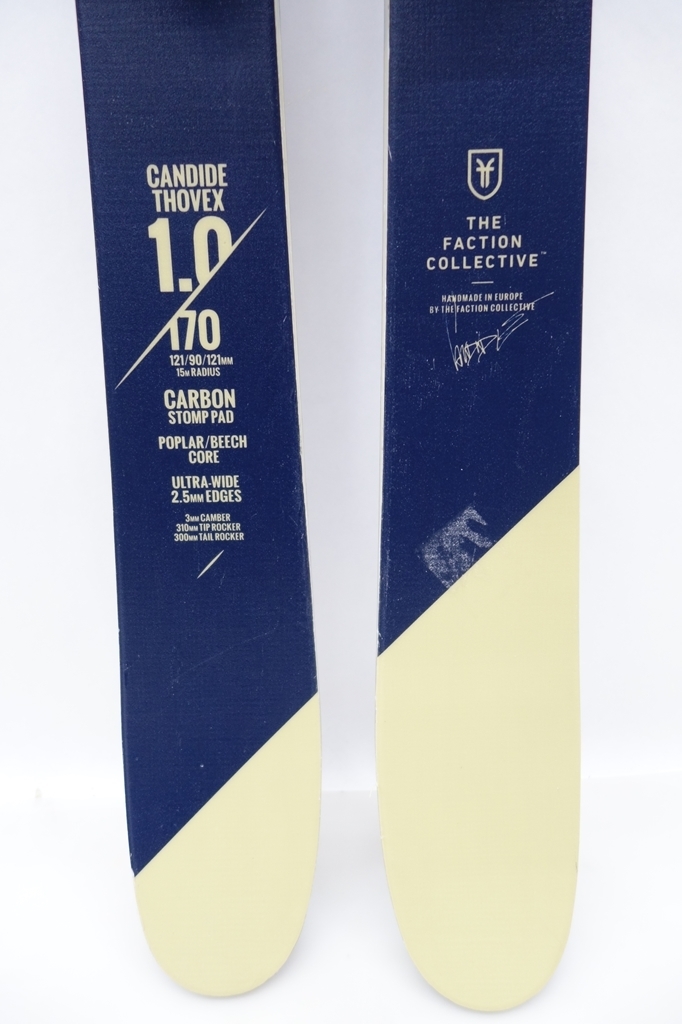 CANDIDE
THOVEX
1.0
170
121/90/121MM
15M RADIUS
CARBON
STOMP PAD
POPLAR/BEECH
CORE
ULTRA-WIDE
2.5MM EDGES
3MM CAMBER
310MM TIP ROCKER
300MM TAIL ROCKER
THE
FACTION
COLLECTIVE™
HANDMADE IN EUROPE
BY THE FACTION COLLECTIVE